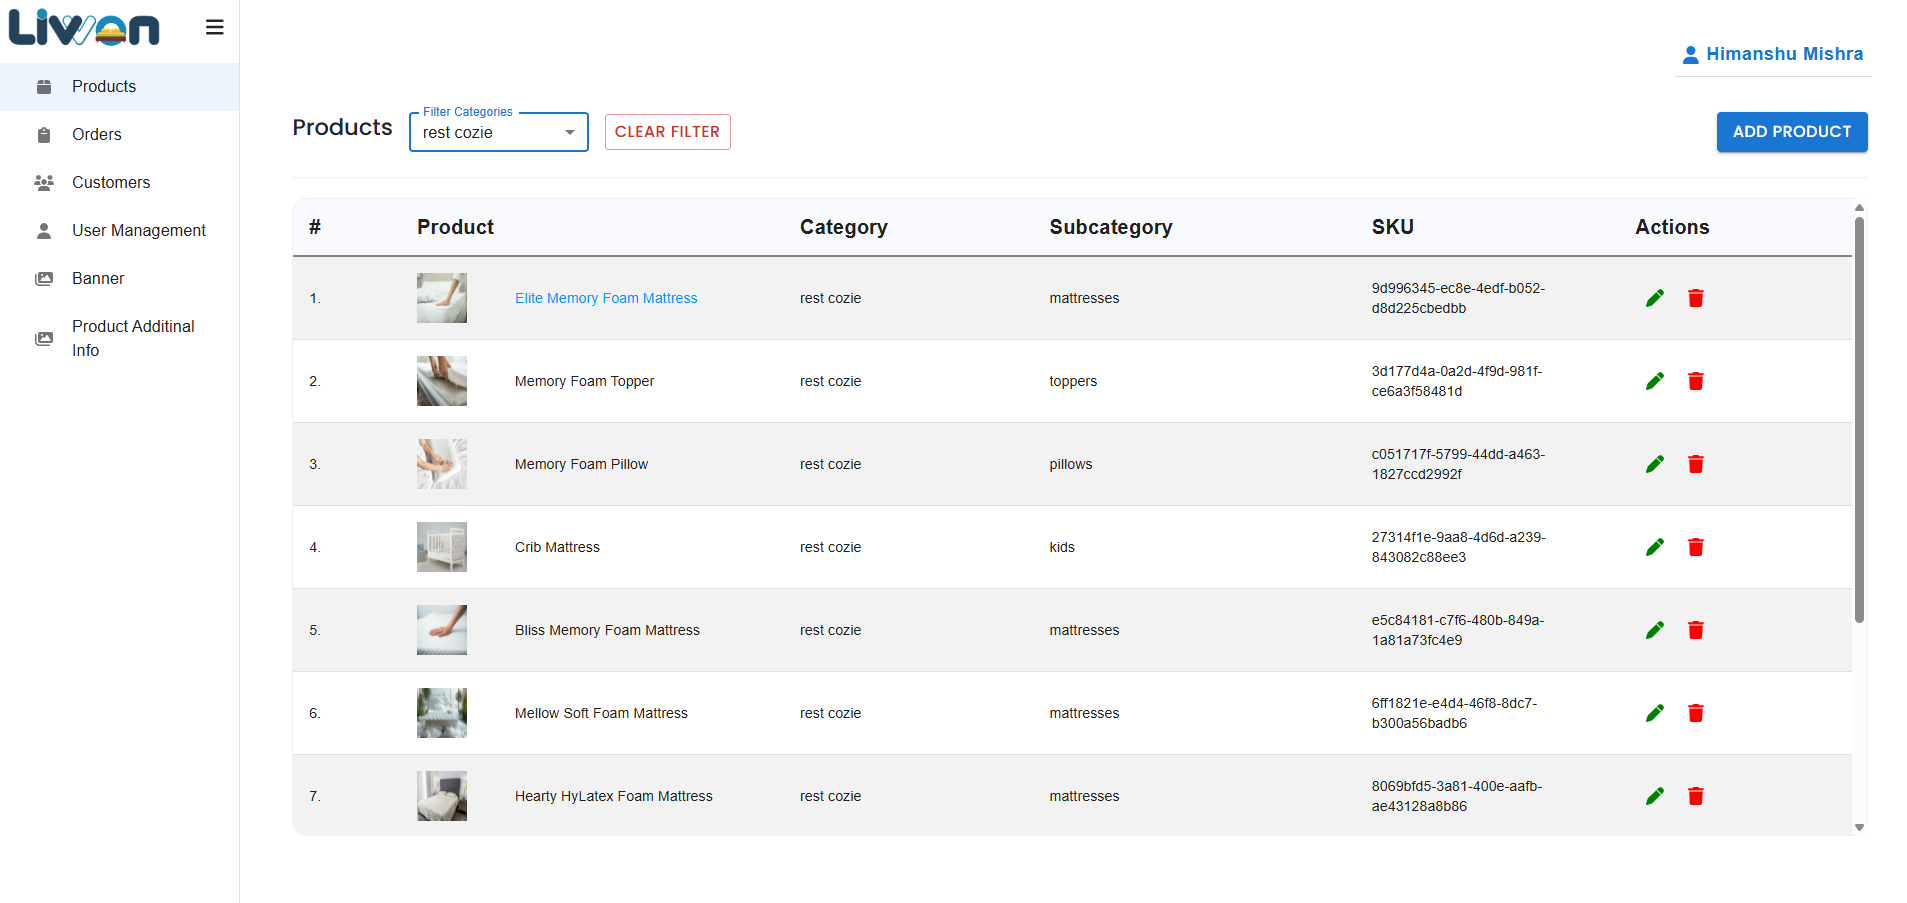 Liwon
Himanshu Mishra
Products
Orders
Customers
User Management
Banner
Product Additinal
Info
Products
Filter Categories
rest cozie
CLEAR FILTER
ADD PRODUCT
# Product Category Subcategory SKU Actions
1. Elite Memory Foam Mattress rest cozie mattresses 9d996345-ec8e-4edf-b052-
d8d225cbedbb
2. Memory Foam Topper rest cozie toppers 3d177d4a-0a2d-4f9d-981f-
ce6a3f58481d
3. Memory Foam Pillow rest cozie pillows c051717f-5799-44dd-a463-
1827ccd2992f
4. Crib Mattress rest cozie kids 27314f1e-9aa8-4d6d-a239-
843082c88ee3
5. Bliss Memory Foam Mattress rest cozie mattresses e5c84181-c7f6-480b-849a-
1a81a73fc4e9
6. Mellow Soft Foam Mattress rest cozie mattresses 6ff1821e-e4d4-46f8-8dc7-
b300a56badb6
7. Hearty HyLatex Foam Mattress rest cozie mattresses 8069bfd5-3a81-400e-aafb-
ae43128a8b86